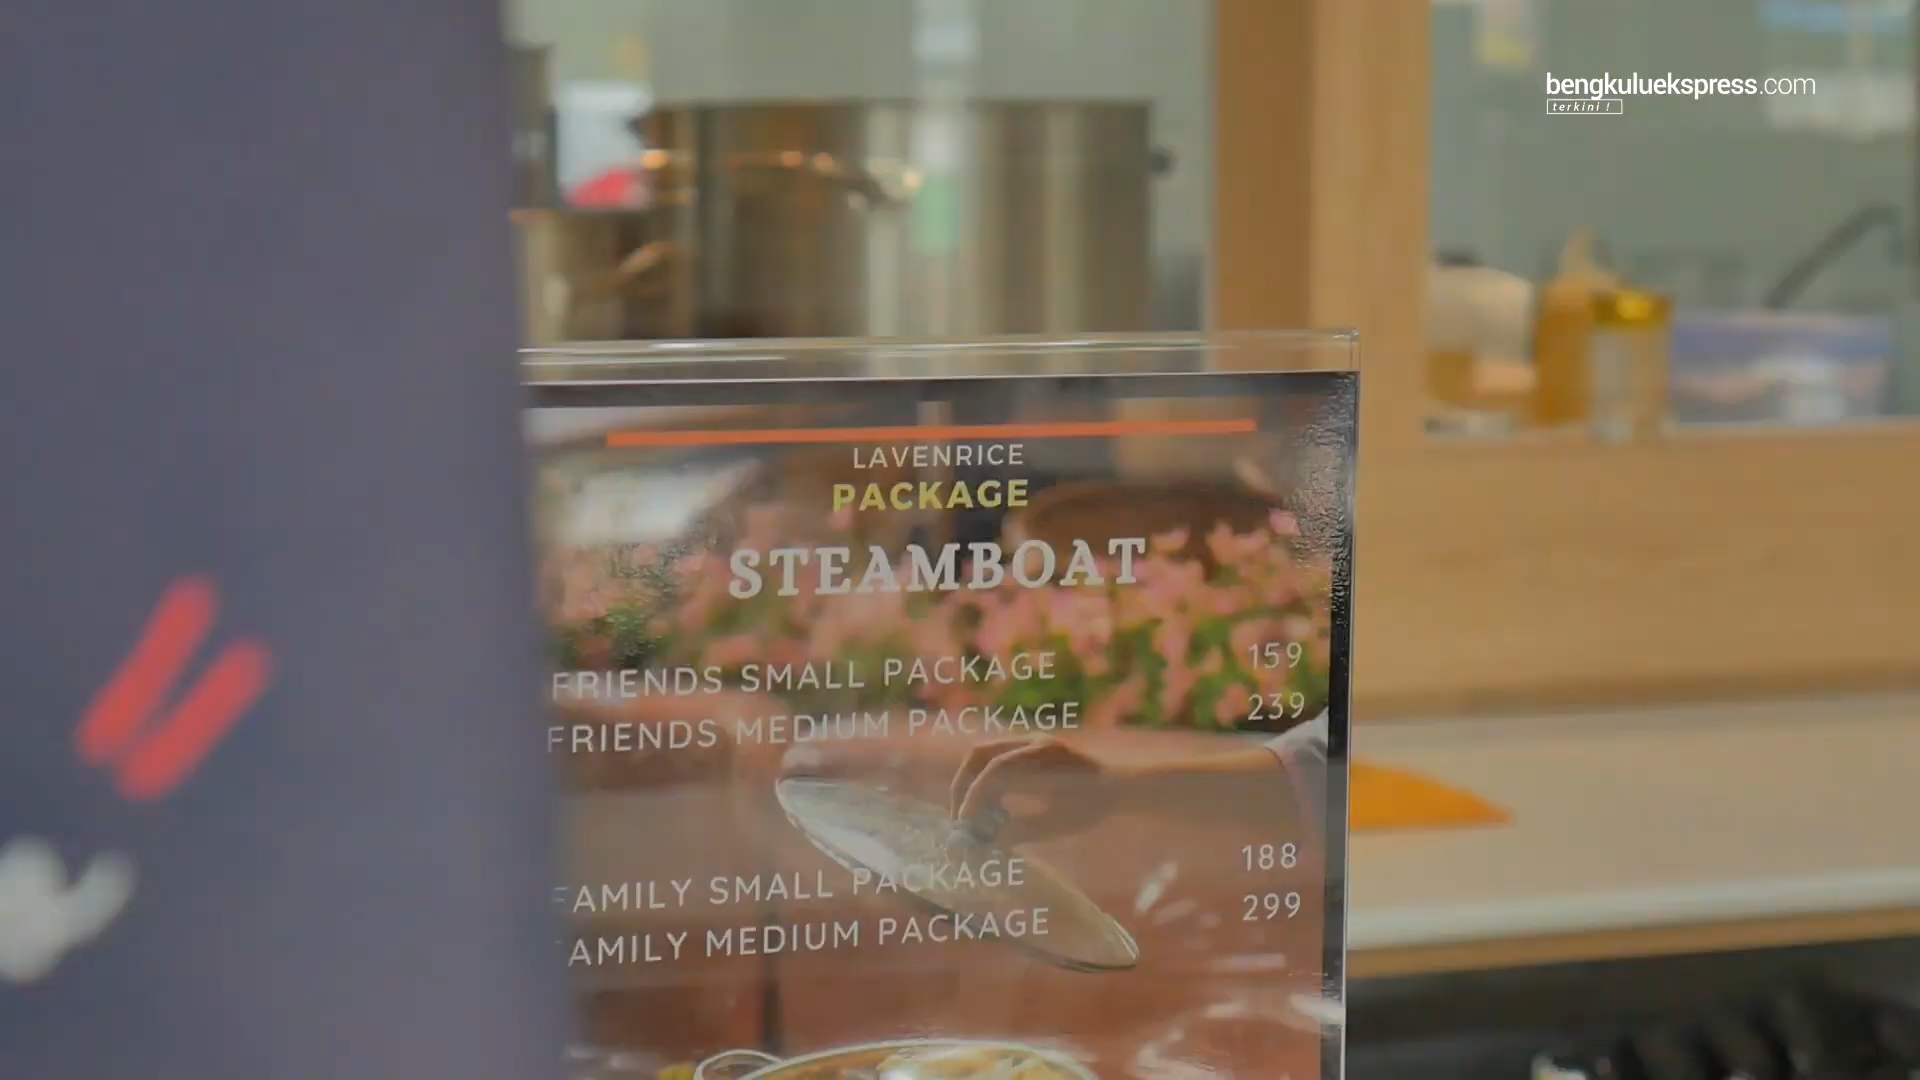 bengkuluekspress.com
terkini !
LAVENRICE
PACKAGE
STEAMBOAT
FRIENDS SMALL PACKAGE 159
FRIENDS MEDIUM PACKAGE 239
FAMILY SMALL PACKAGE 188
FAMILY MEDIUM PACKAGE 299